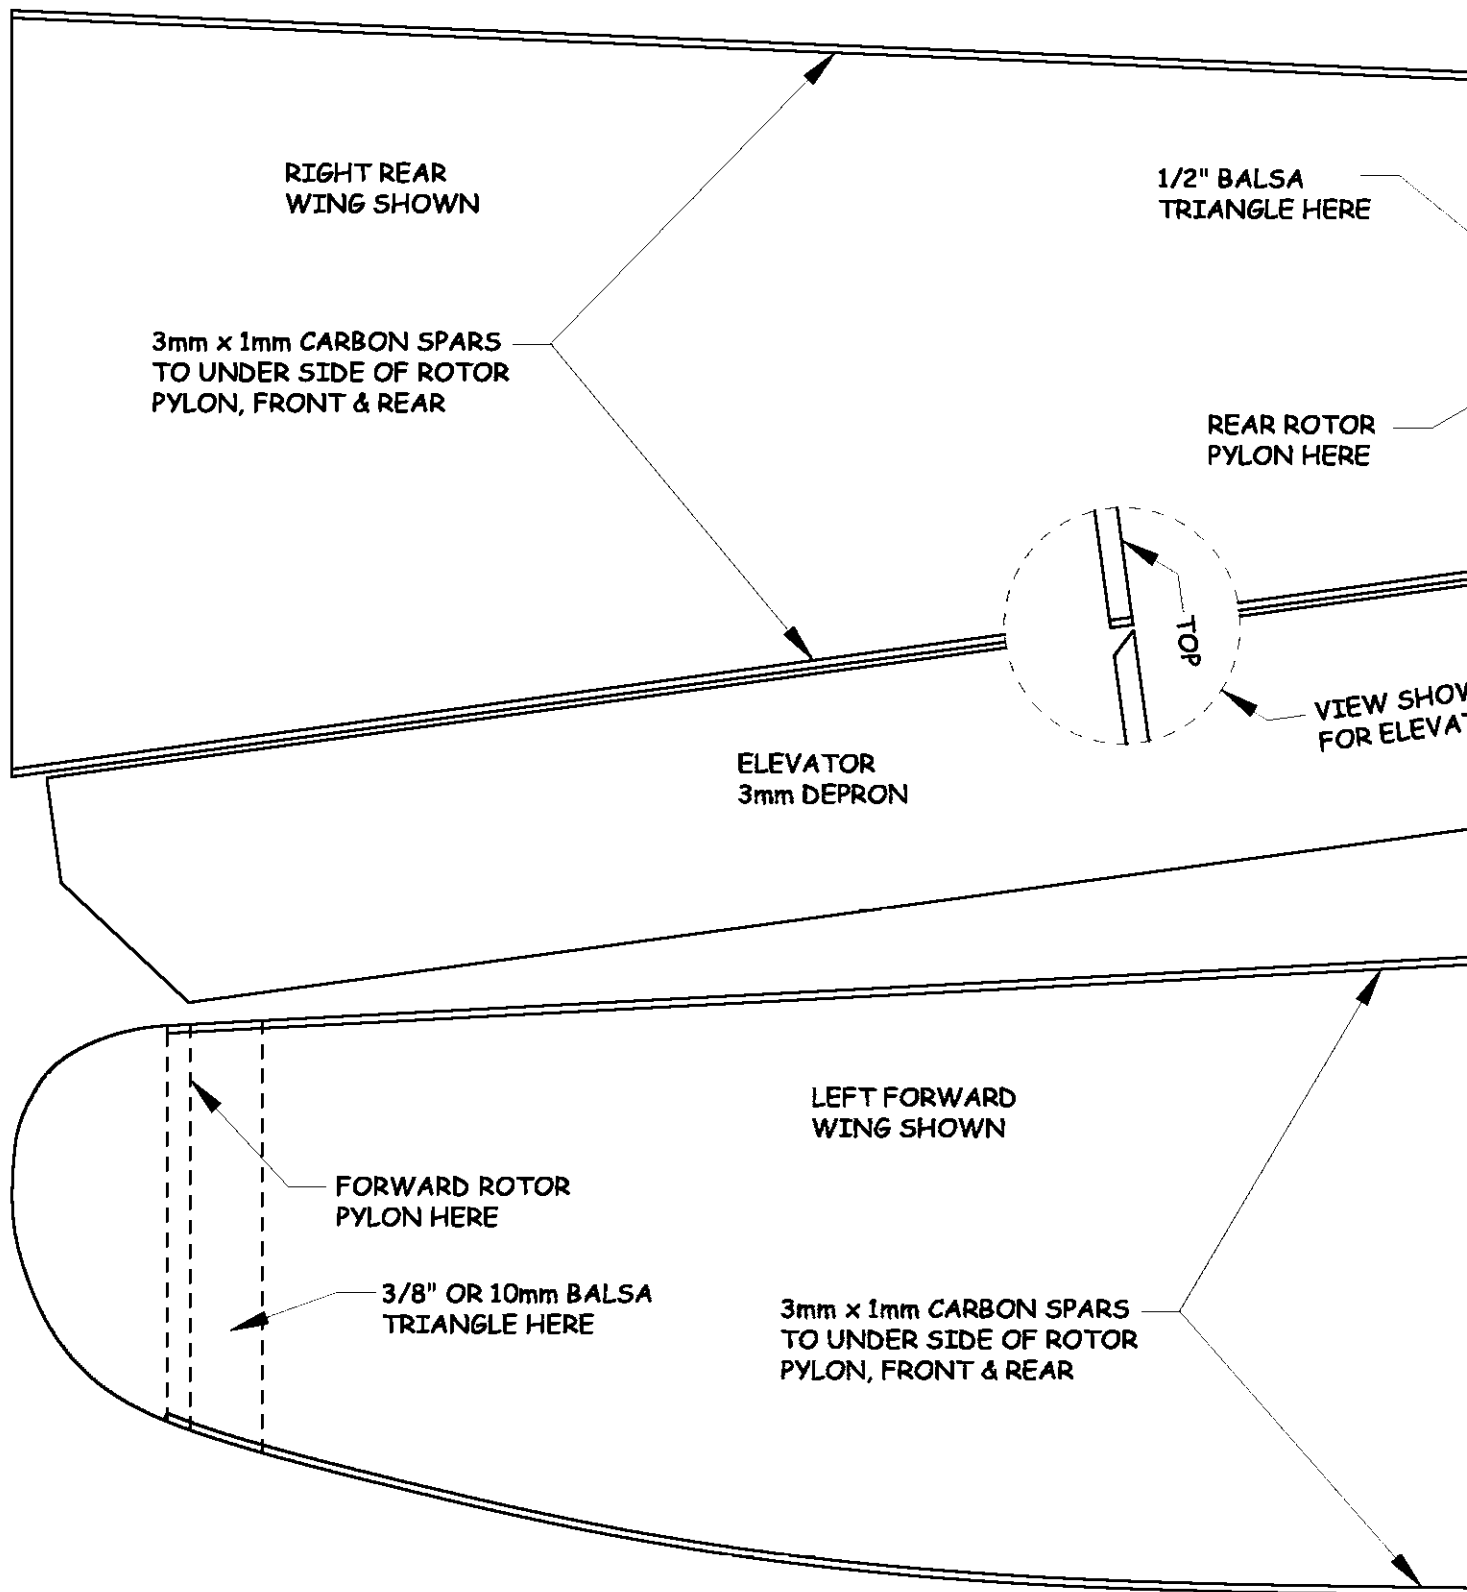 RIGHT REAR
WING SHOWN
1/2" BALSA
TRIANGLE HERE
3mm x 1mm CARBON SPARS
TO UNDER SIDE OF ROTOR
PYLON, FRONT & REAR
REAR ROTOR
PYLON HERE
TOP
VIEW
FOR
ELEVATOR
3mm DEPRON
LEFT FORWARD
WING SHOWN
FORWARD ROTOR
PYLON HERE
3/8" OR 10mm BALSA
TRIANGLE HERE
3mm x 1mm CARBON SPARS
TO UNDER SIDE OF ROTOR
PYLON, FRONT & REAR